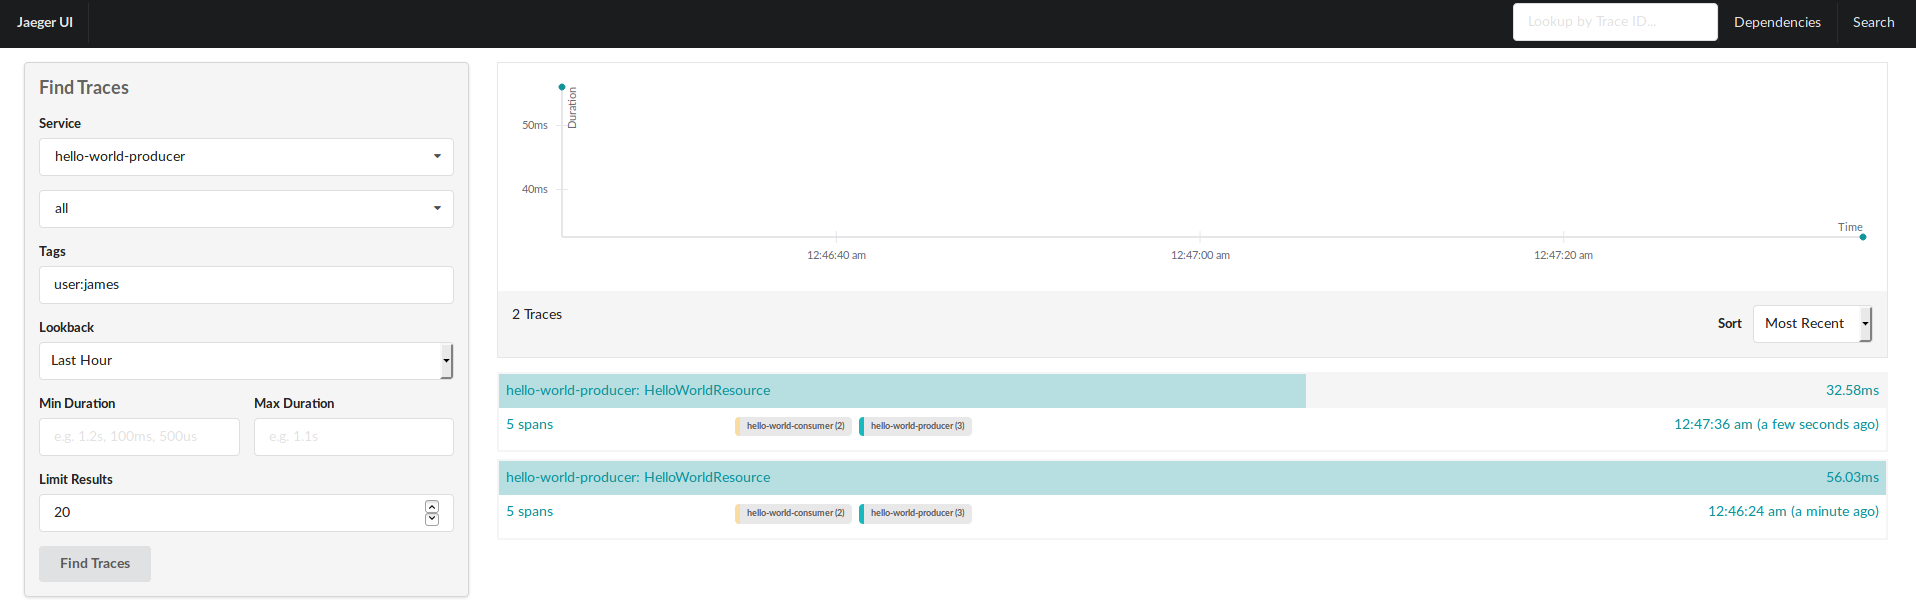 Jaeger UI
Lookup by Trace ID...
Dependencies
Search
Find Traces
Service
hello-world-producer
all
Tags
user:james
Lookback
Last Hour
Min Duration
Max Duration
e.g. 1.2s, 100ms, 500us
e.g. 1.1s
Limit Results
20
Find Traces
Duration
50ms
40ms
Time
12:46:40 am
12:47:00 am
12:47:20 am
2 Traces
Sort
Most Recent
hello-world-producer: HelloWorldResource
32.58ms
5 spans
hello-world-consumer (2)
hello-world-producer (3)
12:47:36 am (a few seconds ago)
hello-world-producer: HelloWorldResource
56.03ms
5 spans
hello-world-consumer (2)
hello-world-producer (3)
12:46:24 am (a minute ago)